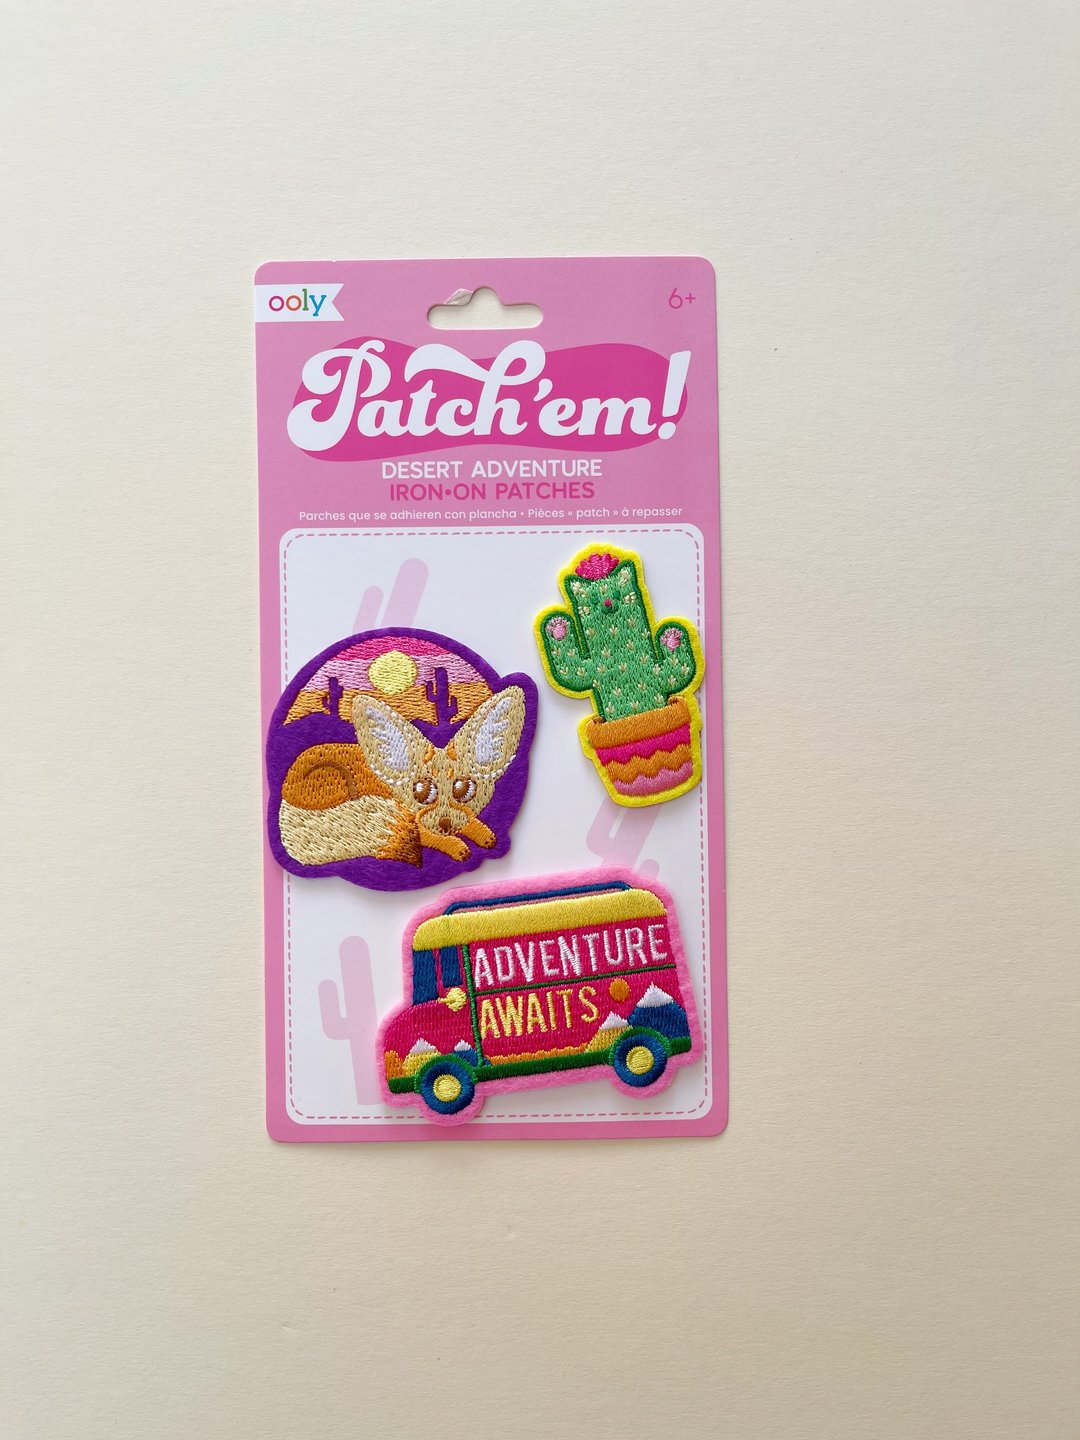 ooly
6+
Patch'em!
DESERT ADVENTURE
IRON•ON PATCHES
Parches que se adhieren con plancha • Pièces « patch » à repasser
ADVENTURE
AWAITS